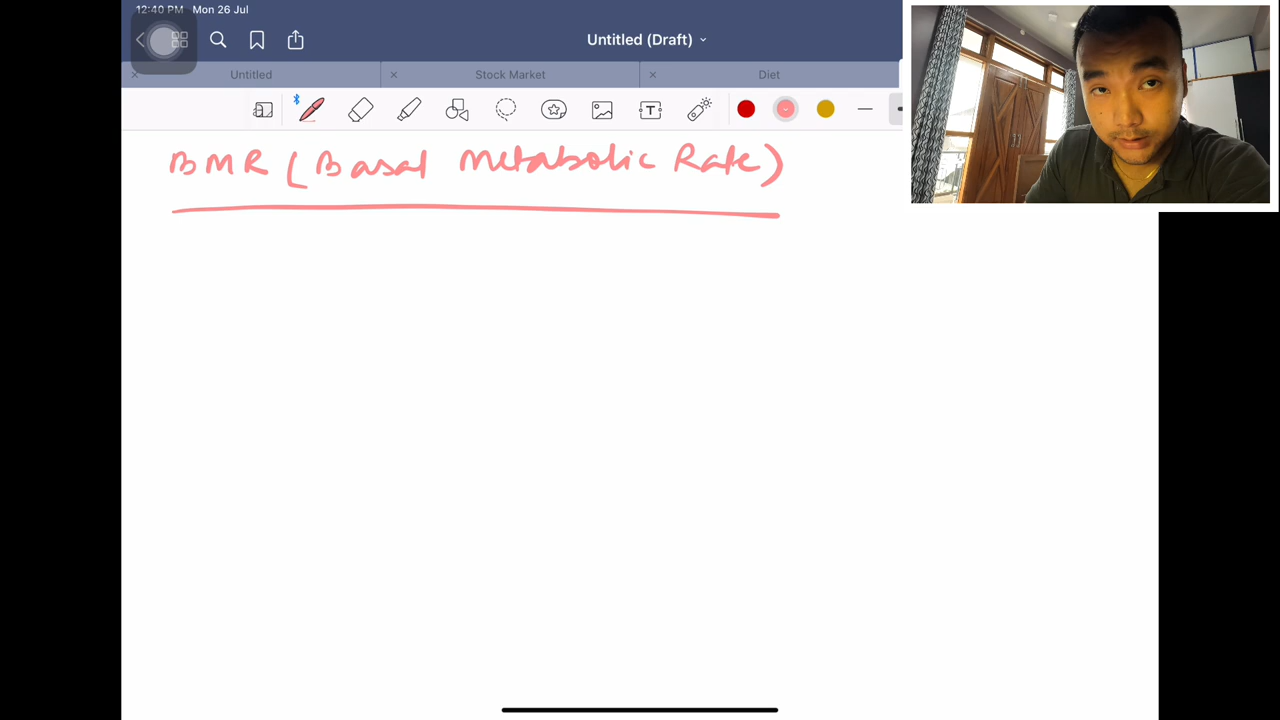 12:40 PM Mon 26 Jul
Untitled (Draft)
Untitled
Stock Market
Diet
T
BMR (Basal Metabolic Rate)